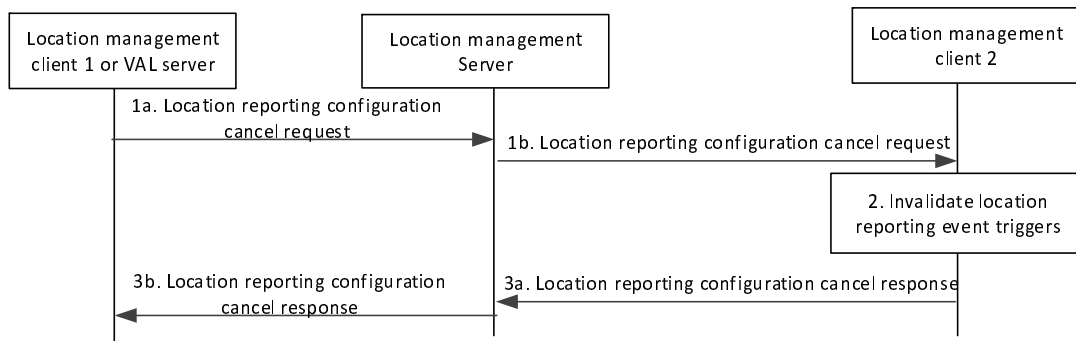 Location management
client 1 or VAL server
Location management
Server
Location management
client 2
1a. Location reporting configuration
cancel request
1b. Location reporting configuration cancel request
2. Invalidate location
reporting event triggers
3b. Location reporting configuration
cancel response
3a. Location reporting configuration cancel response